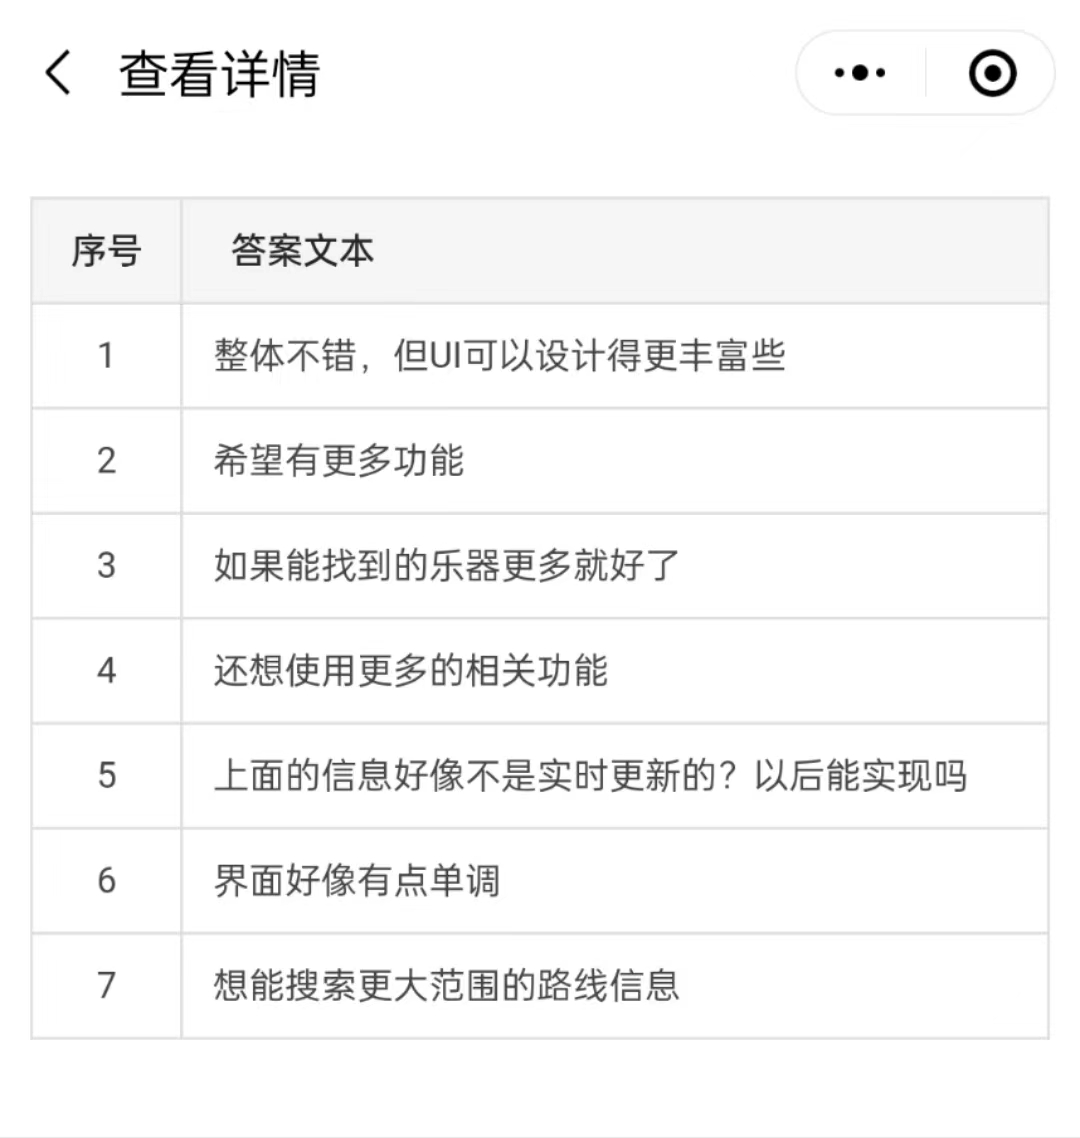 查看详情
序号 答案文本
1 整体不错，但UI可以设计得更丰富些
2 希望有更多功能
3 如果能找到的乐器更多就好了
4 还想使用更多的相关功能
5 上面的信息好像不是实时更新的？以后能实现吗
6 界面好像有点单调
7 想能搜索更大范围的路线信息